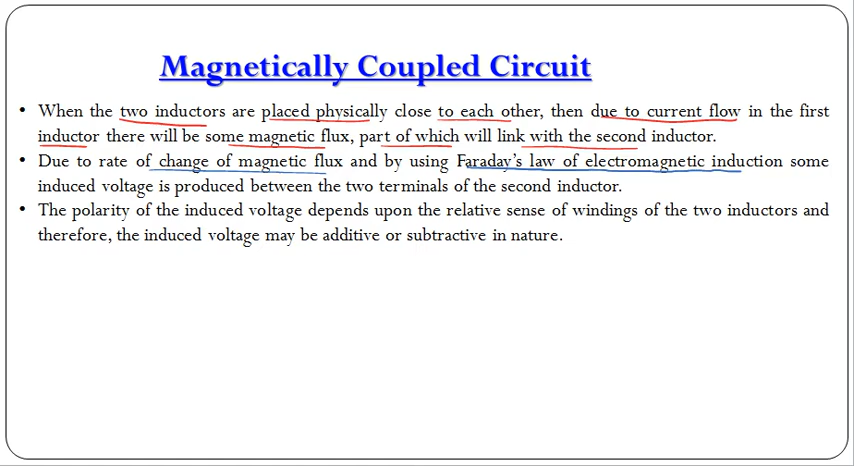 Magnetically Coupled Circuit
• When the two inductors are placed physically close to each other, then due to current flow in the first
inductor there will be some magnetic flux, part of which will link with the second inductor.
• Due to rate of change of magnetic flux and by using Faraday's law of electromagnetic induction some
induced voltage is produced between the two terminals of the second inductor.
• The polarity of the induced voltage depends upon the relative sense of windings of the two inductors and
therefore, the induced voltage may be additive or subtractive in nature.